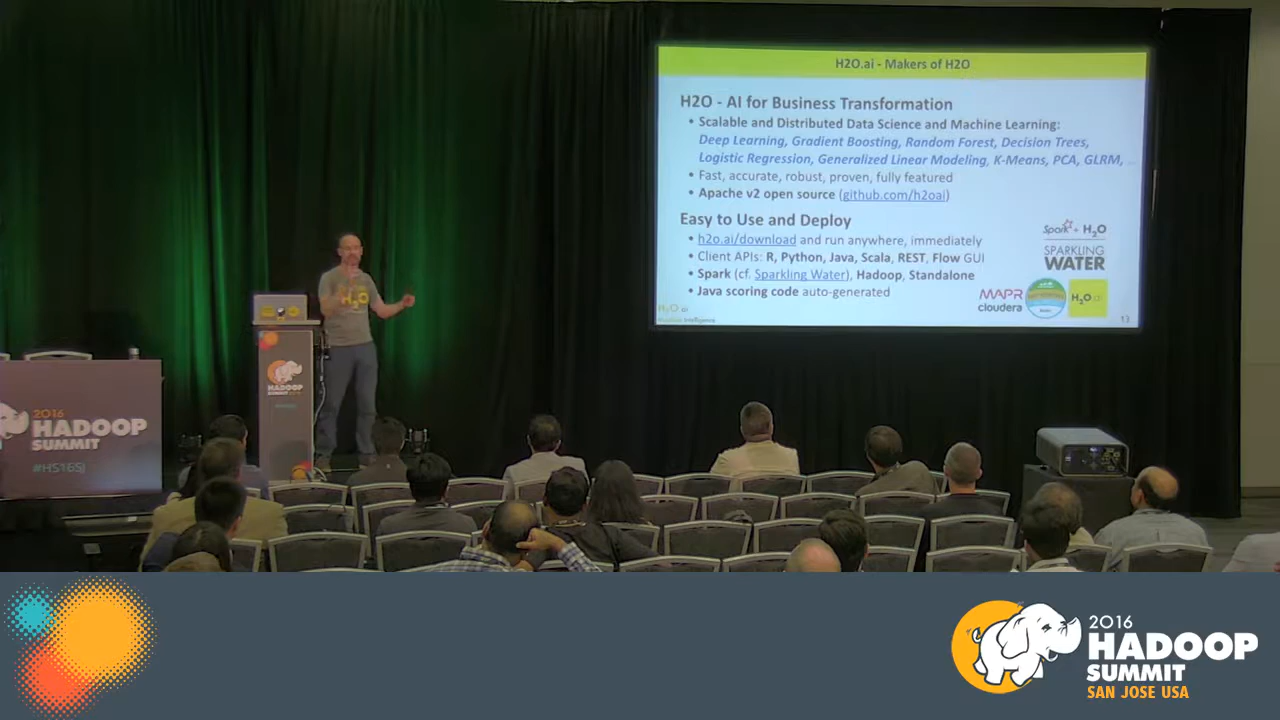 H2O.ai - Makers of H2O
H2O - AI for Business Transformation
• Scalable and Distributed Data Science and Machine Learning:
Deep Learning, Gradient Boosting, Random Forest, Decision Trees,
Logistic Regression, Generalized Linear Modeling, K-Means, PCA, GLRM, ...
• Fast, accurate, robust, proven, fully featured
• Apache v2 open source (github.com/h2oai)
Easy to Use and Deploy
• h2o.ai/download and run anywhere, immediately
• Client APIs: R, Python, Java, Scala, REST, Flow GUI
• Spark (cf. Sparkling Water), Hadoop, Standalone
• Java scoring code auto-generated
Spark + H2O
SPARKLING
WATER
MAPR
cloudera
H2O
H2O
13
H2O
2016
HADOOP
SUMMIT
2016
HADOOP
SUMMIT
#HS16SJ
2016
HADOOP
SUMMIT
SAN JOSE USA